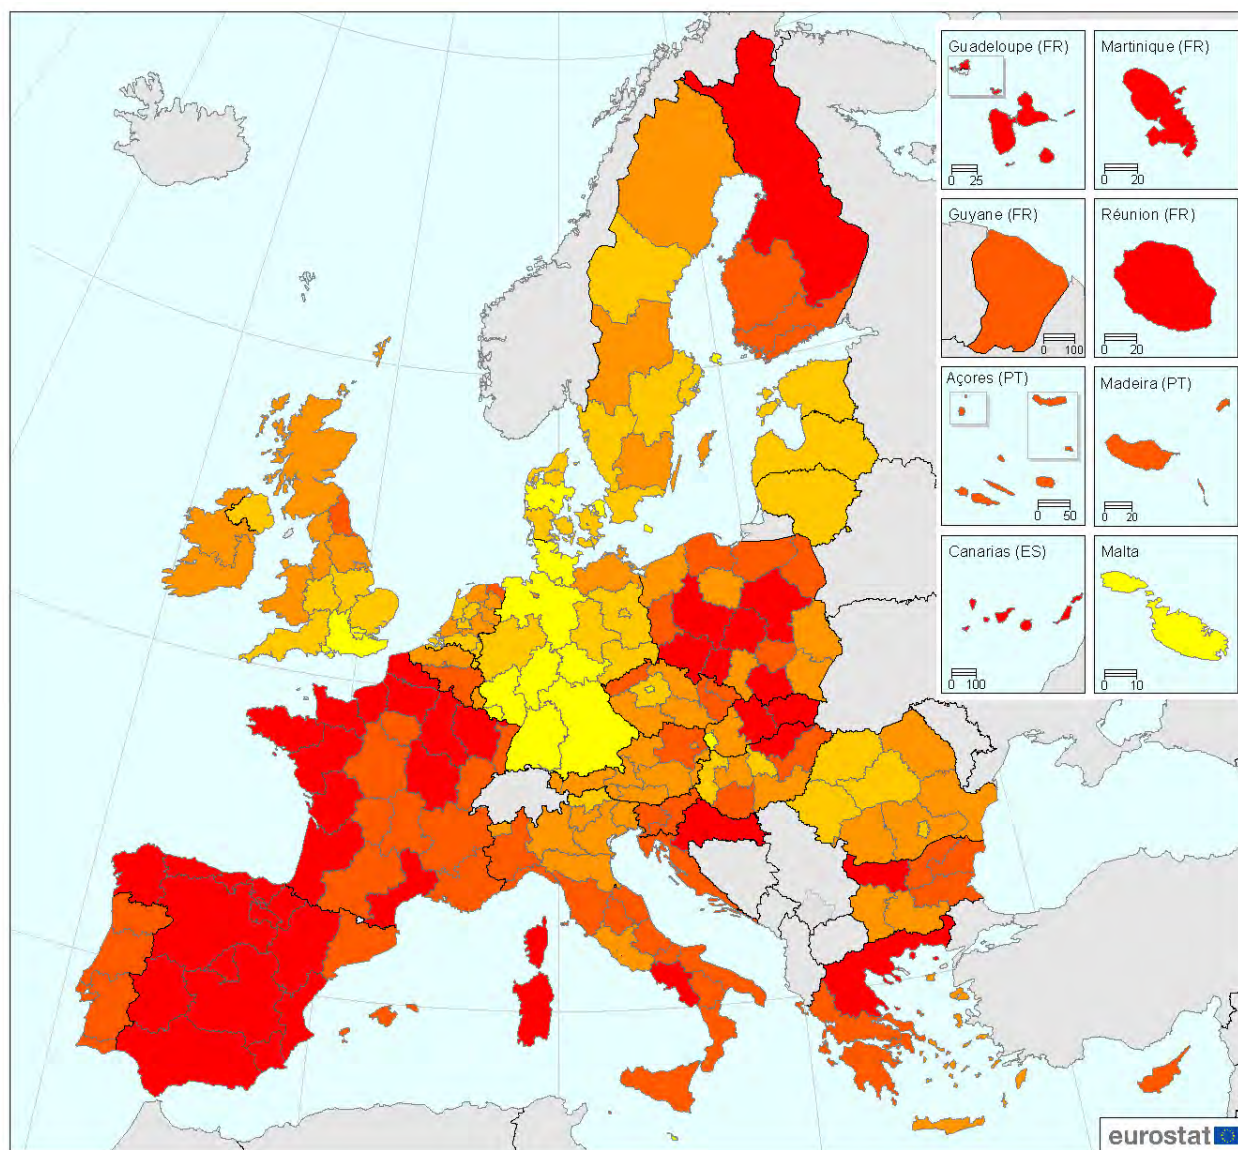 Guadeloupe (FR)
0 25
Martinique (FR)
0 20
Guyane (FR)
0 100
Réunion (FR)
0 20
Açores (PT)
0 50
Madeira (PT)
0 20
Canarias (ES)
0 100
Malta
0 10
eurostat